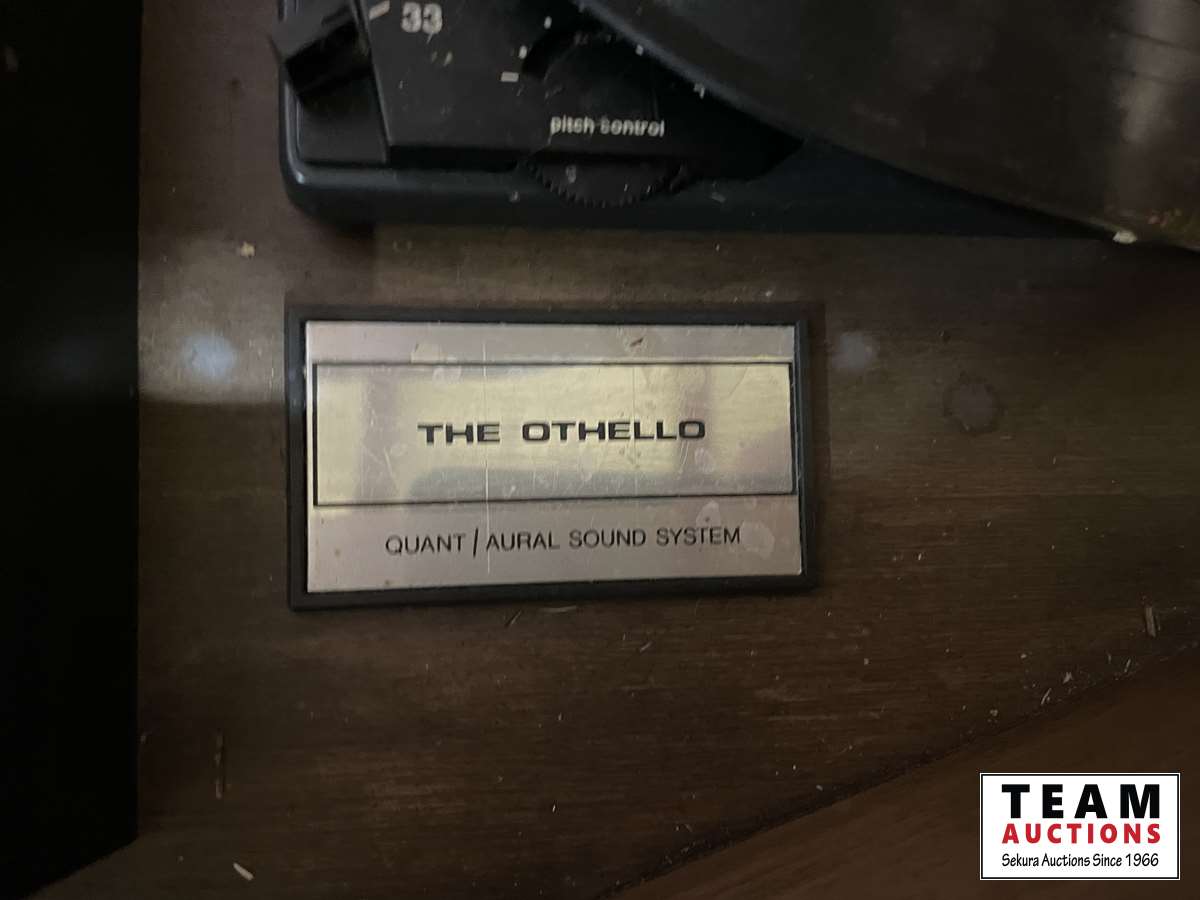 33
pitch control
THE OTHELLO
QUANT / AURAL SOUND SYSTEM
TEAM
AUCTIONS
Sekura Auctions Since 1966